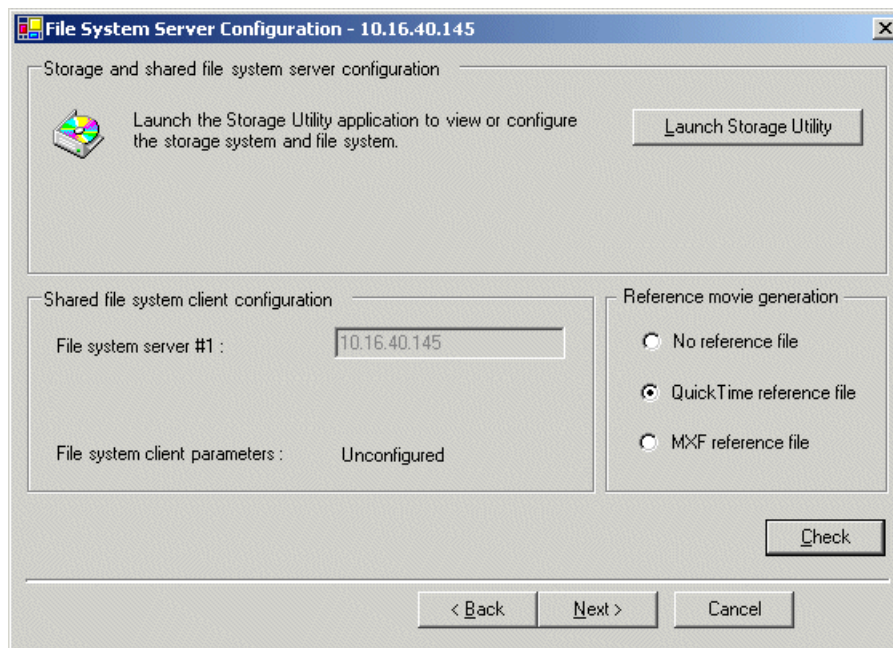 File System Server Configuration - 10.16.40.145
Storage and shared file system server configuration
Launch the Storage Utility application to view or configure
the storage system and file system.
Launch Storage Utility
Shared file system client configuration
File system server #1 :
10.16.40.145
File system client parameters :
Unconfigured
Reference movie generation
No reference file
QuickTime reference file
MXF reference file
Check
< Back
Next >
Cancel